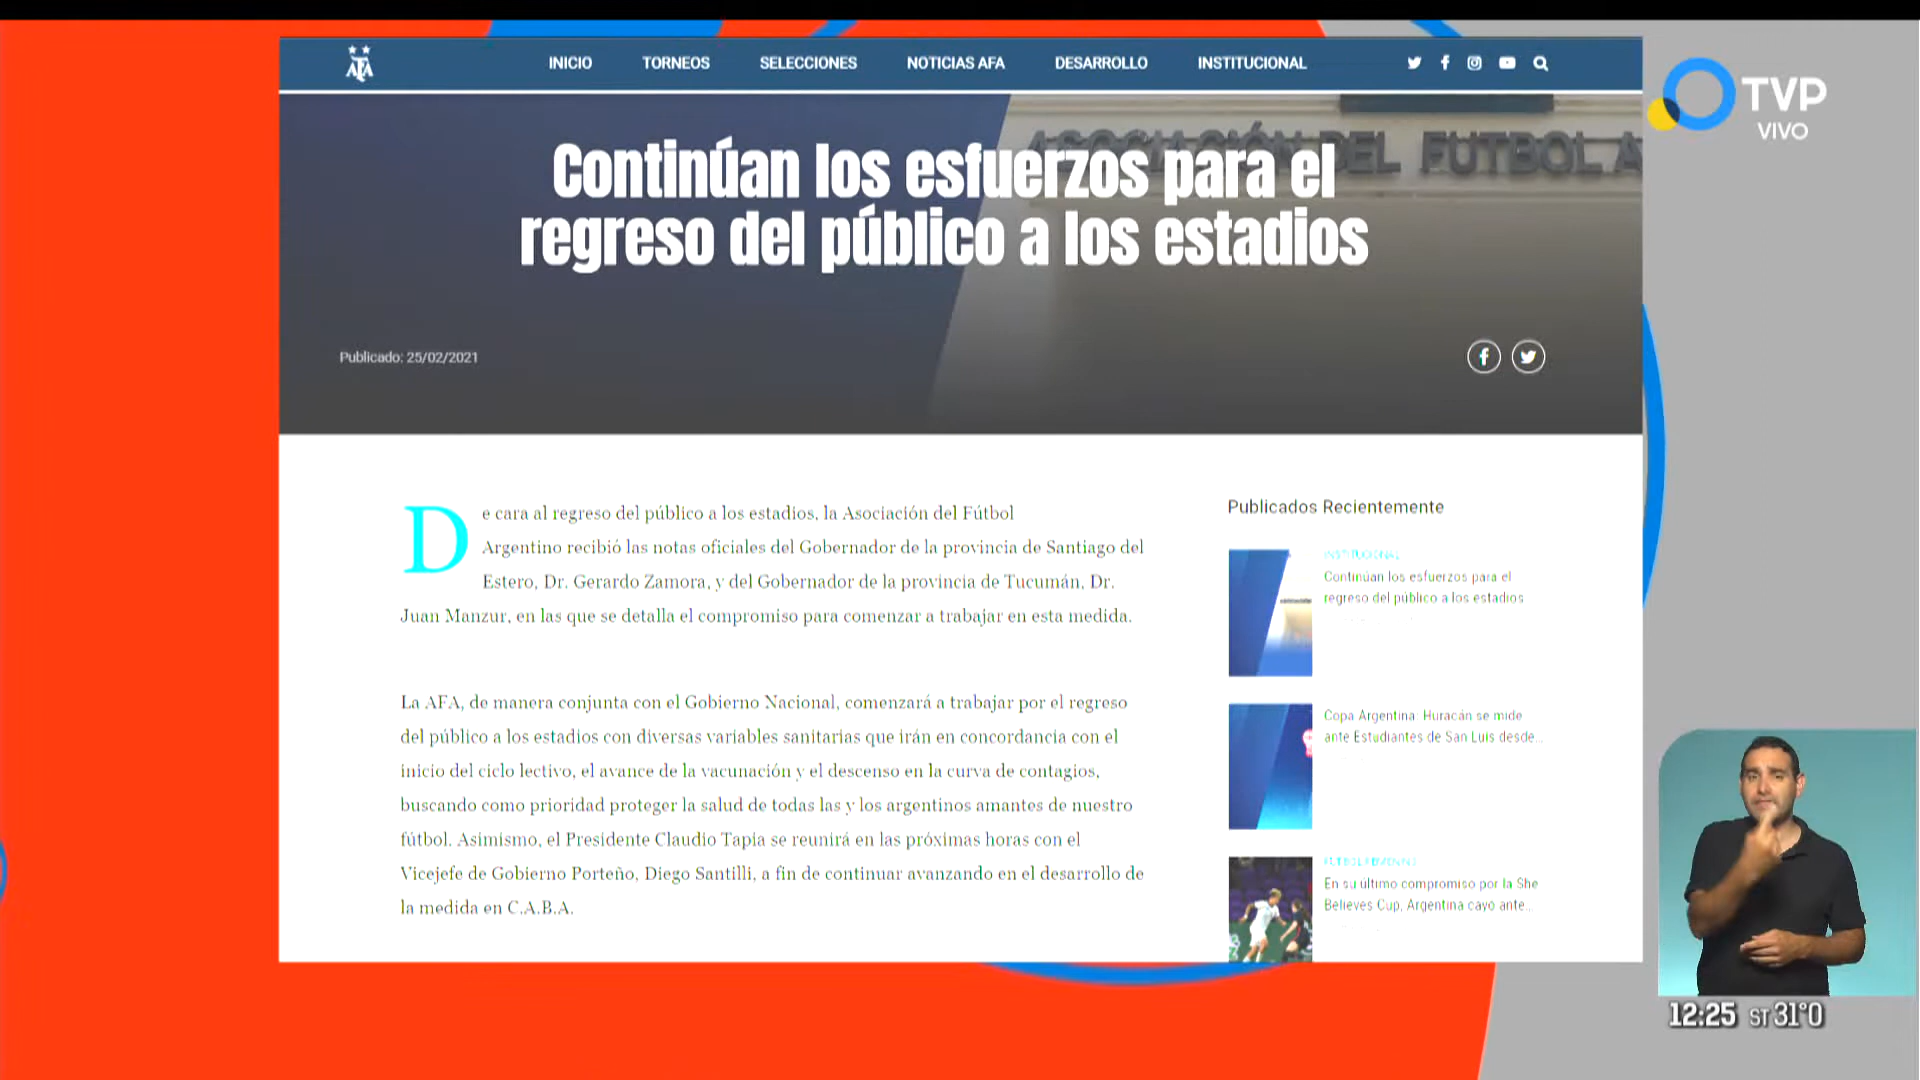 AFA
INICIO TORNEOS SELECCIONES NOTICIAS AFA DESARROLLO INSTITUCIONAL
TVP
VIVO
ASOCIACIÓN DEL FUTBOL A
Continúan los esfuerzos para el
regreso del público a los estadios
Publicado: 25/02/2021
De cara al regreso del público a los estadios, la Asociación del Fútbol
Argentino recibió las notas oficiales del Gobernador de la provincia de Santiago del
Estero, Dr. Gerardo Zamora, y del Gobernador de la provincia de Tucumán, Dr.
Juan Manzur, en las que se detalla el compromiso para comenzar a trabajar en esta medida.
La AFA, de manera conjunta con el Gobierno Nacional, comenzará a trabajar por el regreso
del público a los estadios con diversas variables sanitarias que irán en concordancia con el
inicio del ciclo lectivo, el avance de la vacunación y el descenso en la curva de contagios,
buscando como prioridad proteger la salud de todas las y los argentinos amantes de nuestro
fútbol. Asimismo, el Presidente Claudio Tapia se reunirá en las próximas horas con el
Vicejefe de Gobierno Porteño, Diego Santilli, a fin de continuar avanzando en el desarrollo de
la medida en C.A.B.A.
Publicados Recientemente
INSTITUCIONAL
Continúan los esfuerzos para el
regreso del público a los estadios
Copa Argentina: Huracán se mide
ante Estudiantes de San Luis desde...
FÚTBOL FEMENINO
En su último compromiso por la She
Believes Cup, Argentina cayó ante...
12:25 ST 31°0